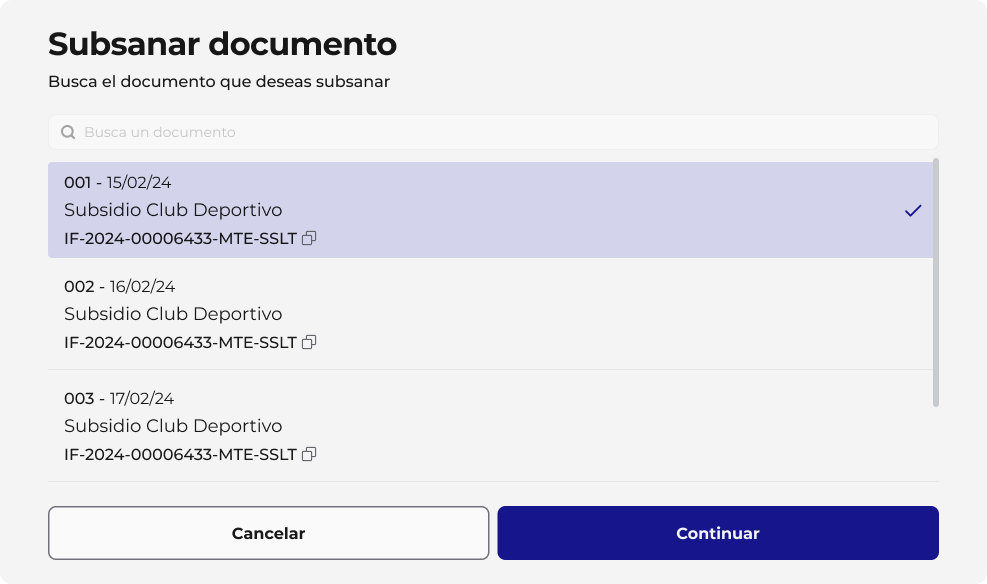 Subsanar documento
Busca el documento que deseas subsanar
Busca un documento
001 - 15/02/24
Subsidio Club Deportivo
IF-2024-00006433-MTE-SSLT
002 - 16/02/24
Subsidio Club Deportivo
IF-2024-00006433-MTE-SSLT
003 - 17/02/24
Subsidio Club Deportivo
IF-2024-00006433-MTE-SSLT
Cancelar
Continuar